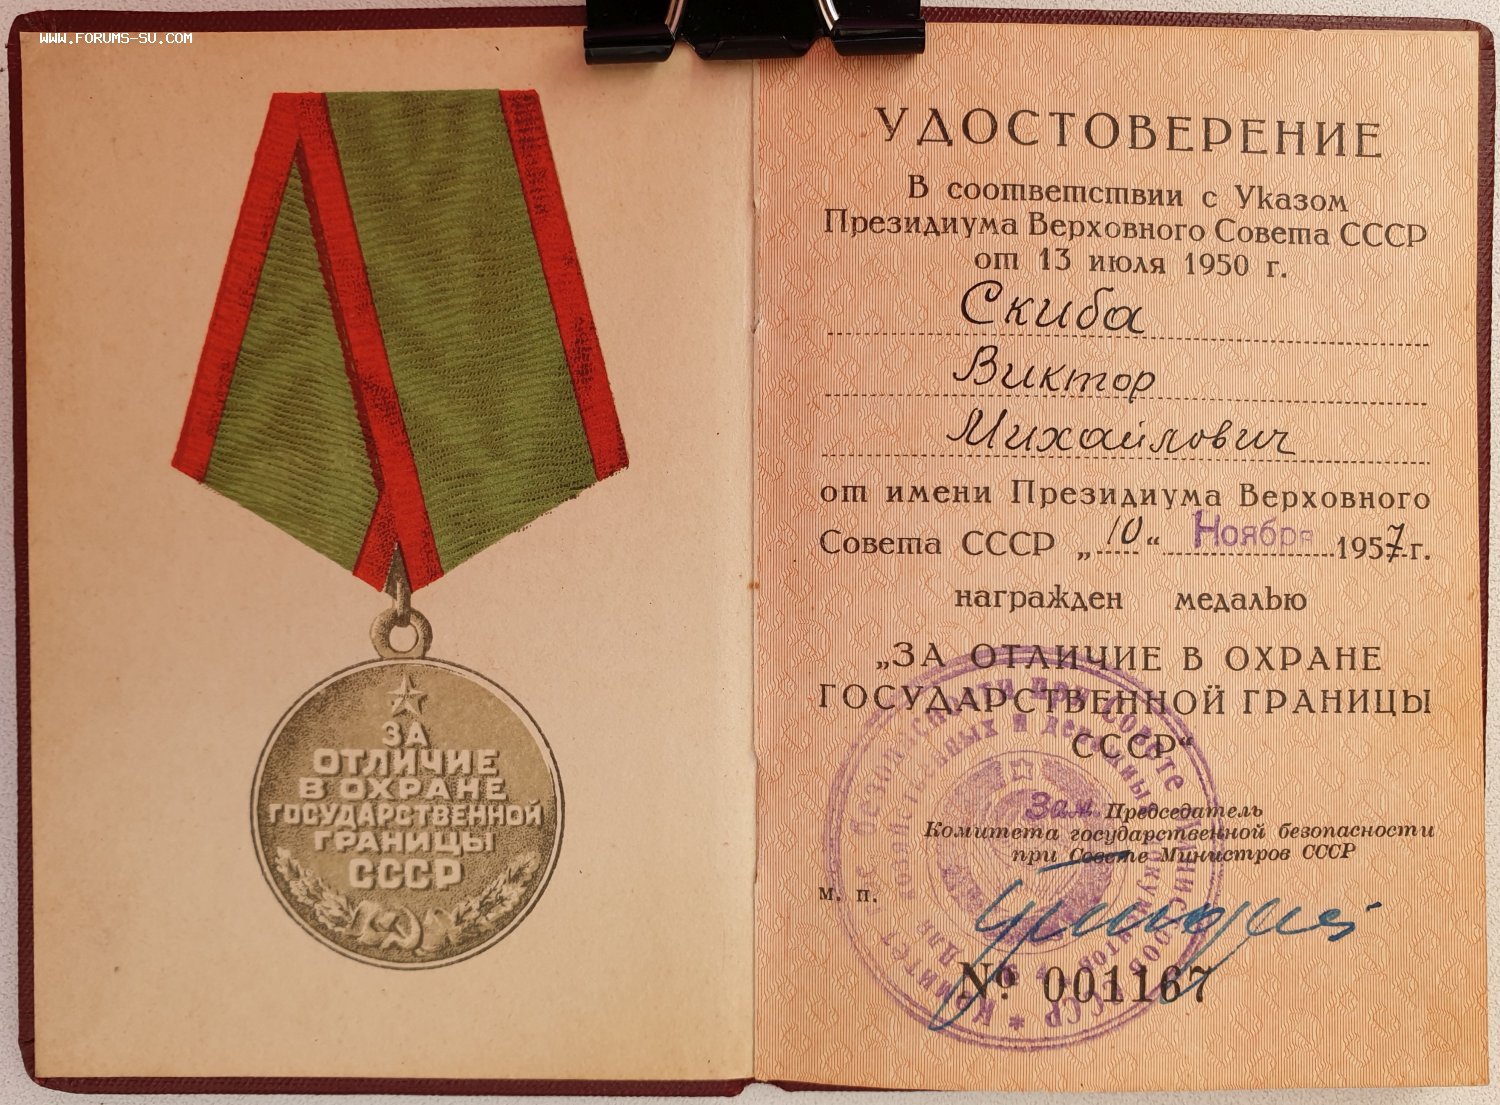 WWW.FORUMS-SU.COM
ЗА
ОТЛИЧИЕ
В ОХРАНЕ
ГОСУДАРСТВЕННОЙ
ГРАНИЦЫ
СССР
УДОСТОВЕРЕНИЕ
В соответствии с Указом
Президиума Верховного Совета СССР
от 13 июля 1950 г.
Скиба
Виктор
Михайлович
от имени Президиума Верховного
Совета СССР „10“ Ноября 1957 г.
награжден медалью
„ЗА ОТЛИЧИЕ В ОХРАНЕ
ГОСУДАРСТВЕННОЙ ГРАНИЦЫ
СССР“
Зам. Председатель
Комитета государственной безопасности
при Совете Министров СССР
м. п.
№ 001167